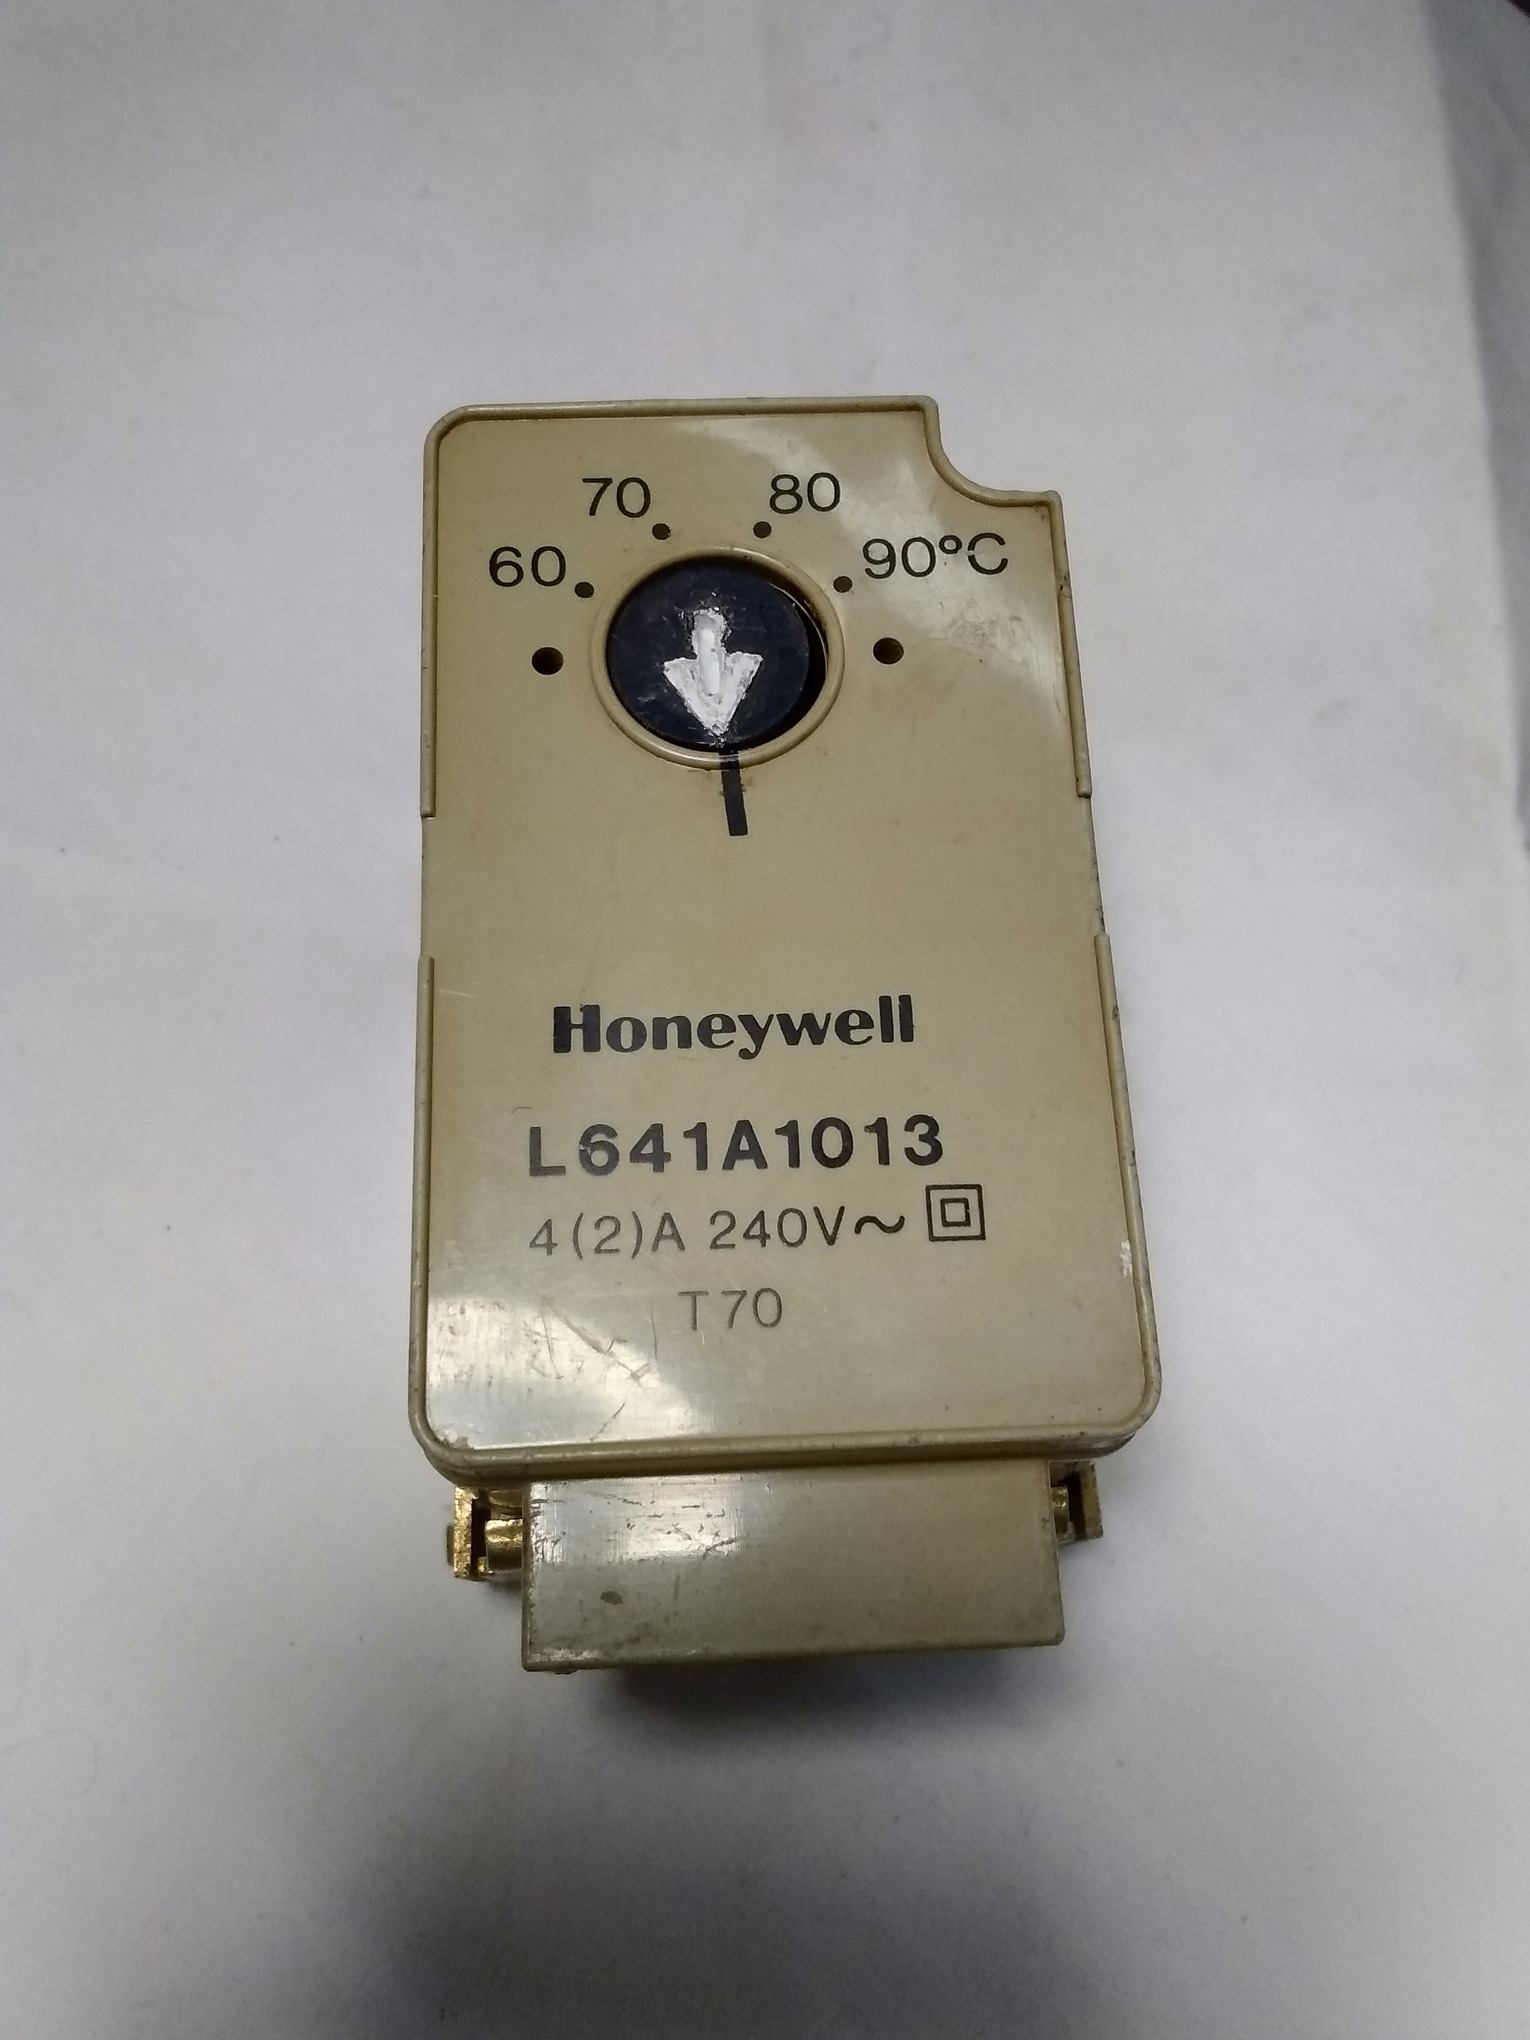 70 80
60 90°C
Honeywell
L641A1013
4(2)A 240V~
T70